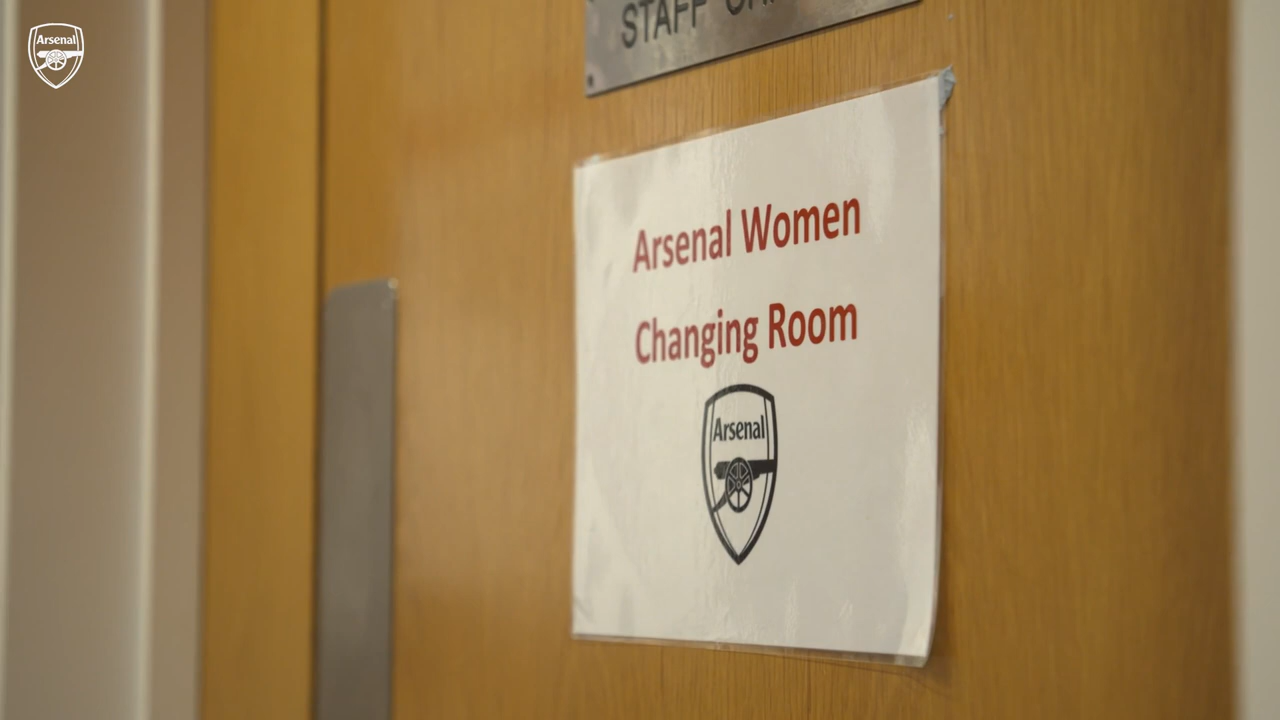 Arsenal
STAFF
Arsenal Women
Changing Room
Arsenal